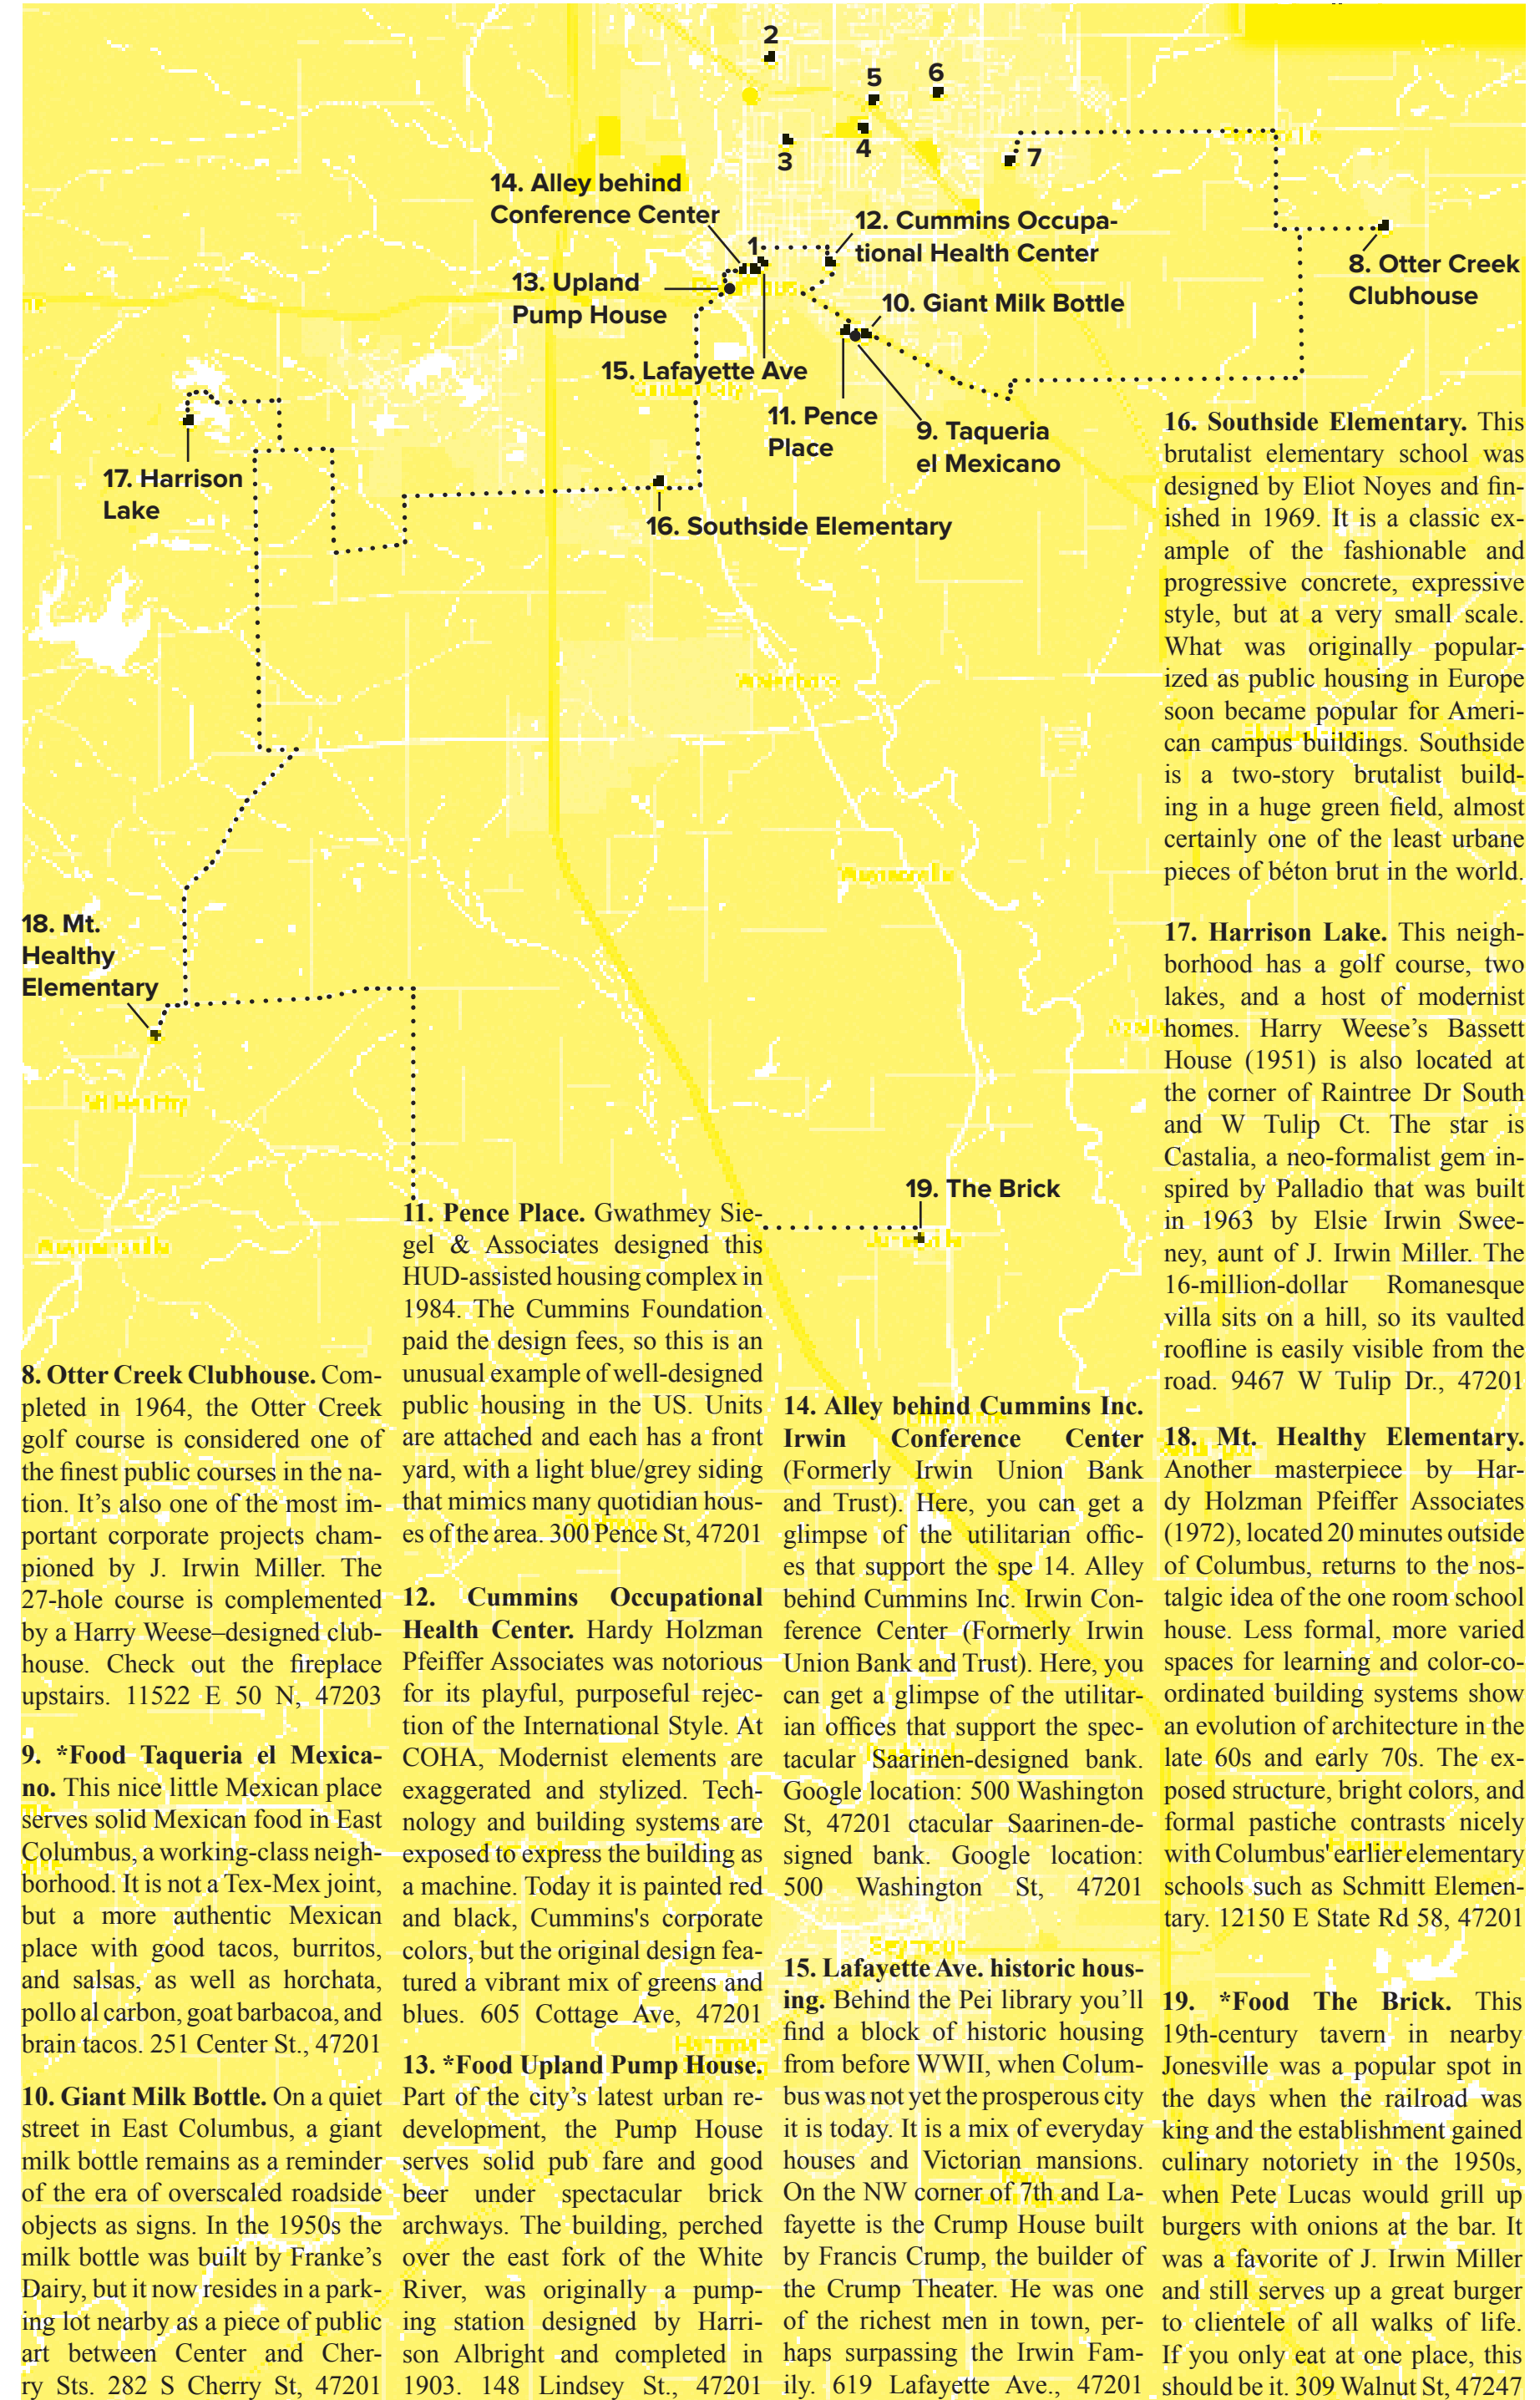 2
5
6
3
4
7
14. Alley behind
Conference Center
1
12. Cummins Occupa-
tional Health Center
13. Upland
Pump House
8. Otter Creek
Clubhouse
10. Giant Milk Bottle
15. Lafayette Ave
11. Pence
Place
9. Taqueria
el Mexicano
17. Harrison
Lake
16. Southside Elementary
18. Mt.
Healthy
Elementary
19. The Brick
8. Otter Creek Clubhouse. Com-
pleted in 1964, the Otter Creek
golf course is considered one of
the finest public courses in the na-
tion. It’s also one of the most im-
portant corporate projects cham-
pioned by J. Irwin Miller. The
27-hole course is complemented
by a Harry Weese–designed club-
house. Check out the fireplace
upstairs. 11522 E 50 N, 47203
9. *Food Taqueria el Mexica-
no. This nice little Mexican place
serves solid Mexican food in East
Columbus, a working-class neigh-
borhood. It is not a Tex-Mex joint,
but a more authentic Mexican
place with good tacos, burritos,
and salsas, as well as horchata,
pollo al carbon, goat barbacoa, and
brain tacos. 251 Center St., 47201
10. Giant Milk Bottle. On a quiet
street in East Columbus, a giant
milk bottle remains as a reminder
of the era of overscaled roadside
objects as signs. In the 1950s the
milk bottle was built by Franke’s
Dairy, but it now resides in a park-
ing lot nearby as a piece of public
art between Center and Cher-
ry Sts. 282 S Cherry St, 47201
11. Pence Place. Gwathmey Sie-
gel & Associates designed this
HUD-assisted housing complex in
1984. The Cummins Foundation
paid the design fees, so this is an
unusual example of well-designed
public housing in the US. Units
are attached and each has a front
yard, with a light blue/grey siding
that mimics many quotidian hous-
es of the area. 300 Pence St, 47201
12. Cummins Occupational
Health Center. Hardy Holzman
Pfeiffer Associates was notorious
for its playful, purposeful rejec-
tion of the International Style. At
COHA, Modernist elements are
exaggerated and stylized. Tech-
nology and building systems are
exposed to express the building as
a machine. Today it is painted red
and black, Cummins's corporate
colors, but the original design fea-
tured a vibrant mix of greens and
blues. 605 Cottage Ave, 47201
13. *Food Upland Pump House.
Part of the city’s latest urban re-
development, the Pump House
serves solid pub fare and good
beer under spectacular brick
archways. The building, perched
over the east fork of the White
River, was originally a pump-
ing station designed by Harri-
son Albright and completed in
1903. 148 Lindsey St., 47201
14. Alley behind Cummins Inc.
Irwin Conference Center
(Formerly Irwin Union Bank
and Trust). Here, you can get a
glimpse of the utilitarian offic-
es that support the spe 14. Alley
behind Cummins Inc. Irwin Con-
ference Center (Formerly Irwin
Union Bank and Trust). Here, you
can get a glimpse of the utilitar-
ian offices that support the spec-
tacular Saarinen-designed bank.
Google location: 500 Washington
St, 47201 ctacular Saarinen-de-
signed bank. Google location:
500 Washington St, 47201
15. Lafayette Ave. historic hous-
ing. Behind the Pei library you’ll
find a block of historic housing
from before WWII, when Colum-
bus was not yet the prosperous city
it is today. It is a mix of everyday
houses and Victorian mansions.
On the NW corner of 7th and La-
fayette is the Crump House built
by Francis Crump, the builder of
the Crump Theater. He was one
of the richest men in town, per-
haps surpassing the Irwin Fam-
ily. 619 Lafayette Ave., 47201
16. Southside Elementary. This
brutalist elementary school was
designed by Eliot Noyes and fin-
ished in 1969. It is a classic ex-
ample of the fashionable and
progressive concrete, expressive
style, but at a very small scale.
What was originally popular-
ized as public housing in Europe
soon became popular for Ameri-
can campus buildings. Southside
is a two-story brutalist build-
ing in a huge green field, almost
certainly one of the least urbane
pieces of béton brut in the world.
17. Harrison Lake. This neigh-
borhood has a golf course, two
lakes, and a host of modernist
homes. Harry Weese’s Bassett
House (1951) is also located at
the corner of Raintree Dr South
and W Tulip Ct. The star is
Castalia, a neo-formalist gem in-
spired by Palladio that was built
in 1963 by Elsie Irwin Swee-
ney, aunt of J. Irwin Miller. The
16-million-dollar Romanesque
villa sits on a hill, so its vaulted
roofline is easily visible from the
road. 9467 W Tulip Dr., 47201
18. Mt. Healthy Elementary.
Another masterpiece by Har-
dy Holzman Pfeiffer Associates
(1972), located 20 minutes outside
of Columbus, returns to the nos-
talgic idea of the one room school
house. Less formal, more varied
spaces for learning and color-co-
ordinated building systems show
an evolution of architecture in the
late 60s and early 70s. The ex-
posed structure, bright colors, and
formal pastiche contrasts nicely
with Columbus' earlier elementary
schools such as Schmitt Elemen-
tary. 12150 E State Rd 58, 47201
19. *Food The Brick. This
19th-century tavern in nearby
Jonesville was a popular spot in
the days when the railroad was
king and the establishment gained
culinary notoriety in the 1950s,
when Pete Lucas would grill up
burgers with onions at the bar. It
was a favorite of J. Irwin Miller
and still serves up a great burger
to clientele of all walks of life.
If you only eat at one place, this
should be it. 309 Walnut St, 47247